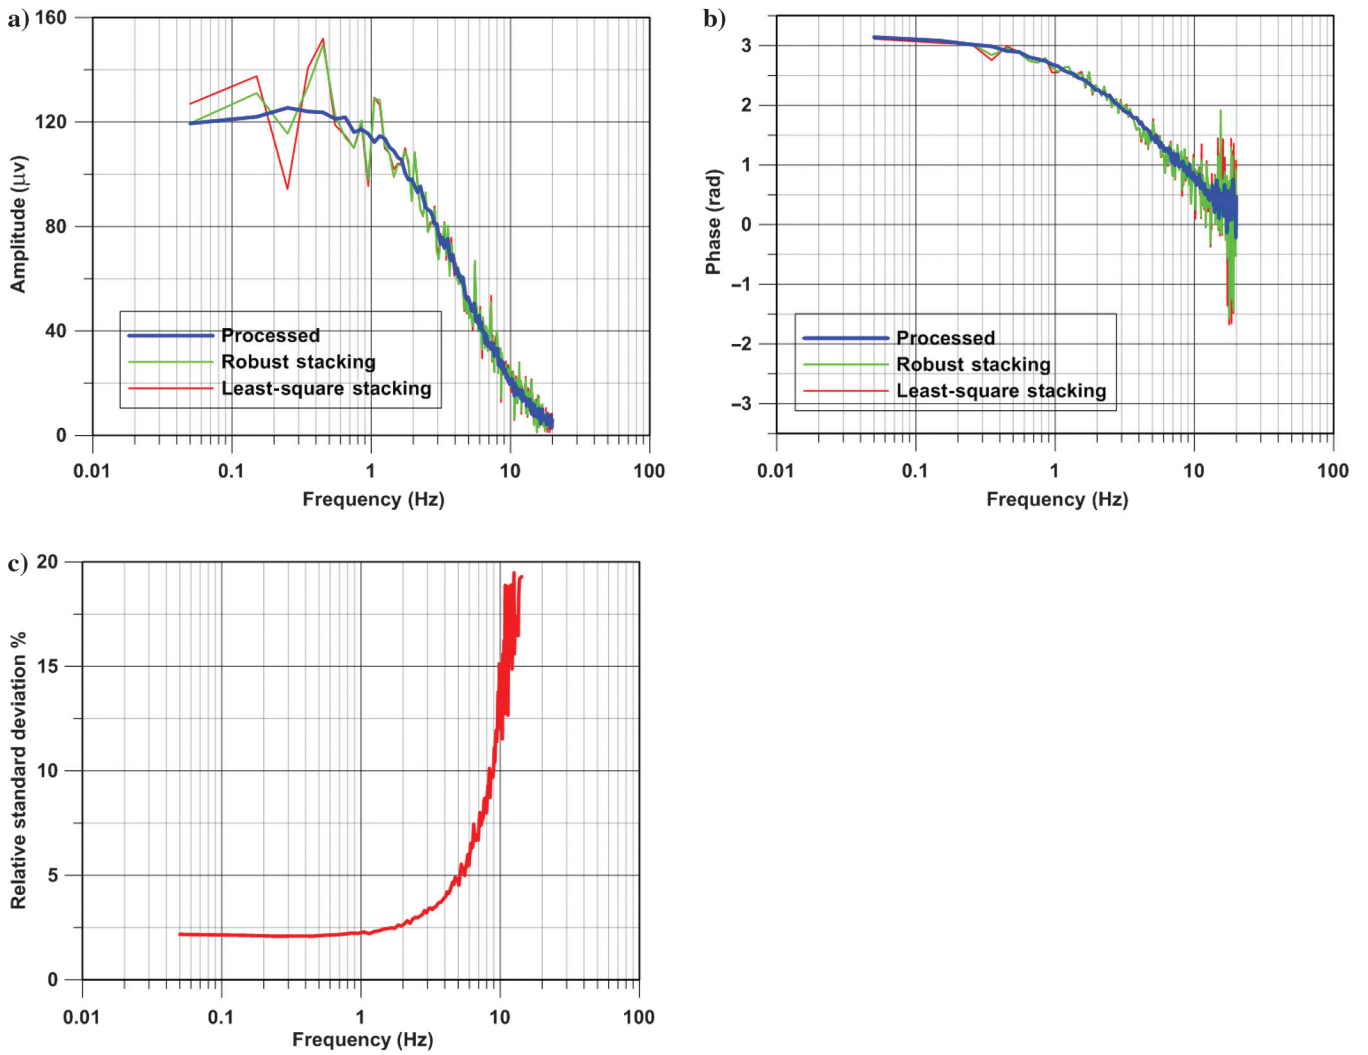 a)
160
120
80
40
0
Amplitude (μv)
Processed
Robust stacking
Least-square stacking
0.01 0.1 1 10 100
Frequency (Hz)
b)
3
2
1
0
−1
−2
−3
Phase (rad)
Processed
Robust stacking
Least-square stacking
0.01 0.1 1 10 100
Frequency (Hz)
c)
20
15
10
5
0
Relative standard deviation %
0.01 0.1 1 10 100
Frequency (Hz)